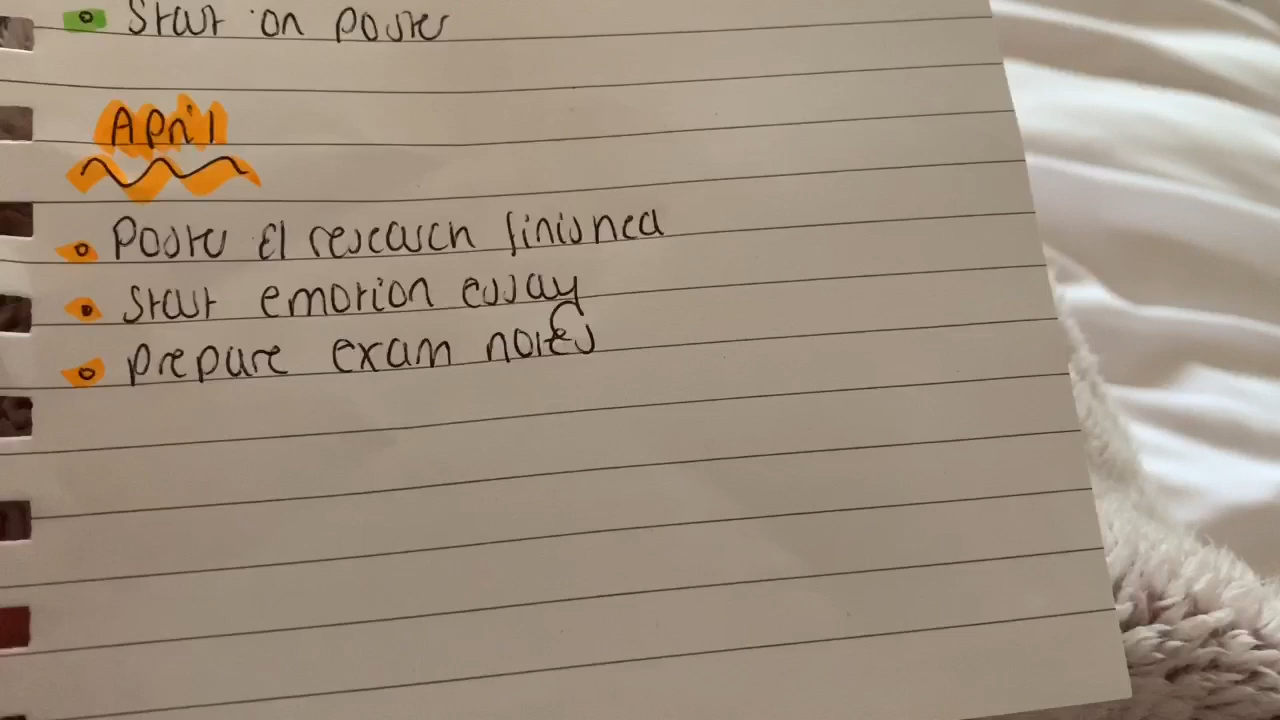 Start on poster
April
Poster & research finished
Start emotion essay
prepare exam notes